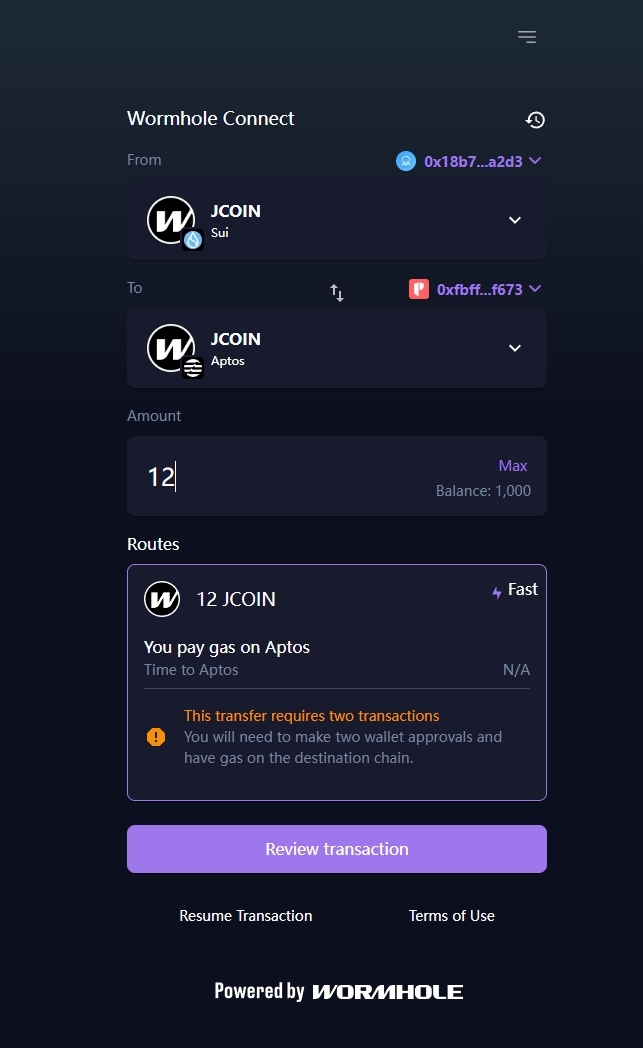 Wormhole Connect
From
0x18b7...a2d3
JCOIN
Sui
To
0xfbff...f673
JCOIN
Aptos
Amount
12
Max
Balance: 1,000
Routes
12 JCOIN
Fast
You pay gas on Aptos
Time to Aptos
N/A
This transfer requires two transactions
You will need to make two wallet approvals and
have gas on the destination chain.
Review transaction
Resume Transaction
Terms of Use
Powered by WORMHOLE